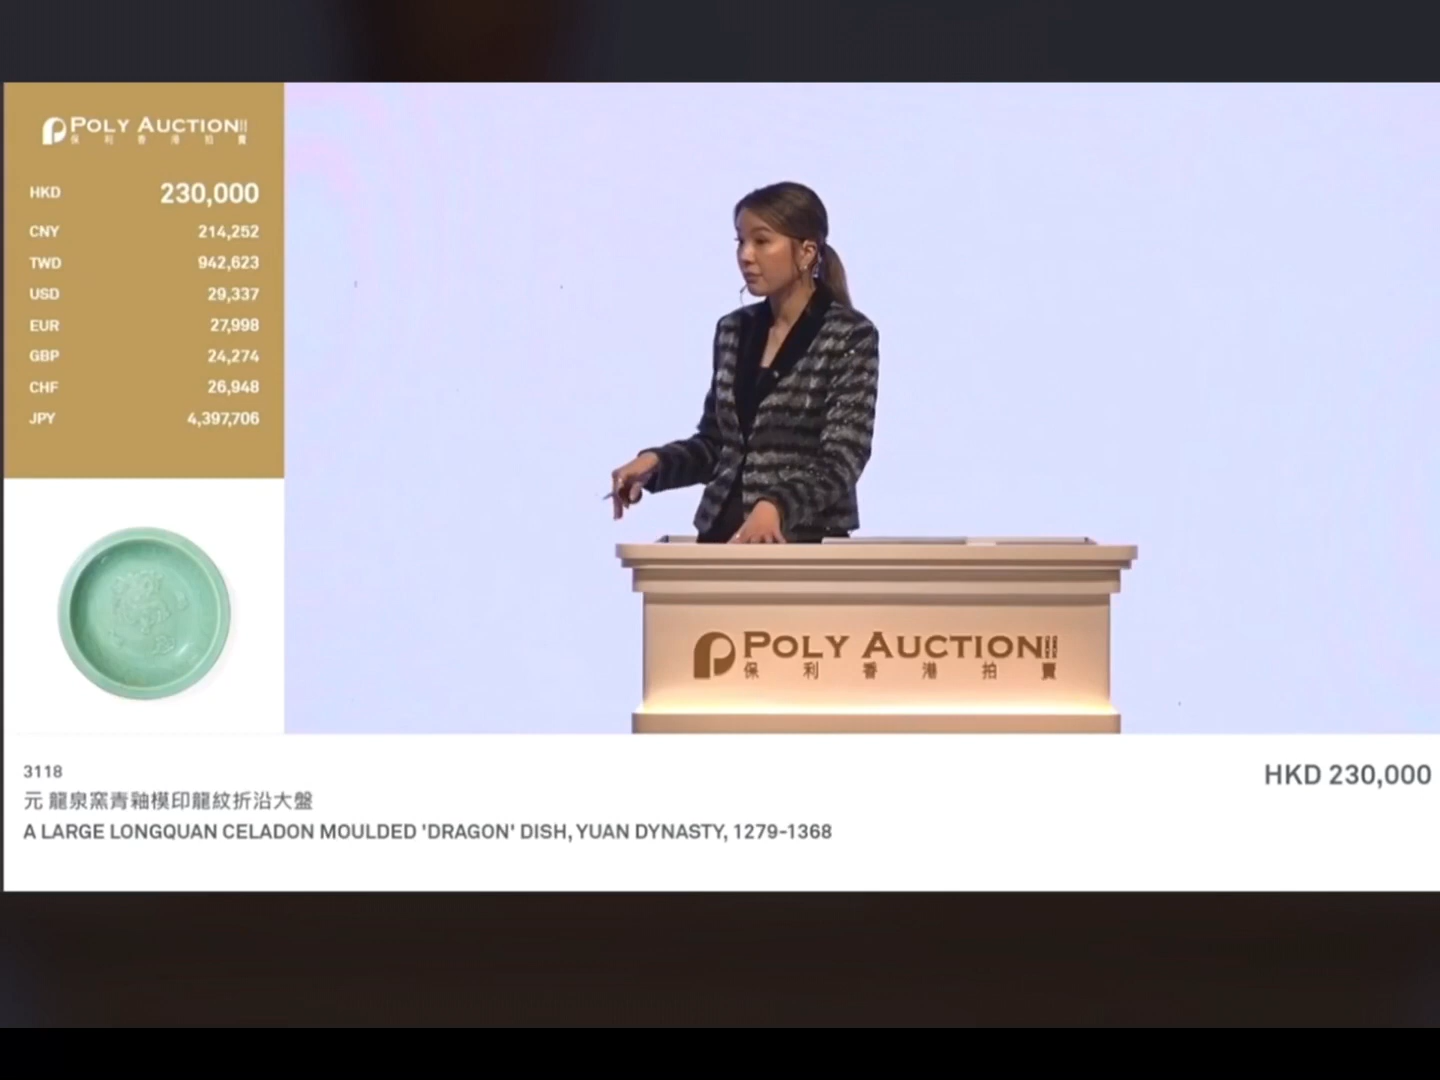 POLY AUCTION
保利香港拍賣
HKD 230,000
CNY 214,252
TWD 942,623
USD 29,337
EUR 27,998
GBP 24,274
CHF 26,948
JPY 4,397,706
POLY AUCTION
保利香港拍賣
3118
HKD 230,000
元 龍泉窯青釉模印龍紋折沿大盤
A LARGE LONGQUAN CELADON MOULDED 'DRAGON' DISH, YUAN DYNASTY, 1279-1368